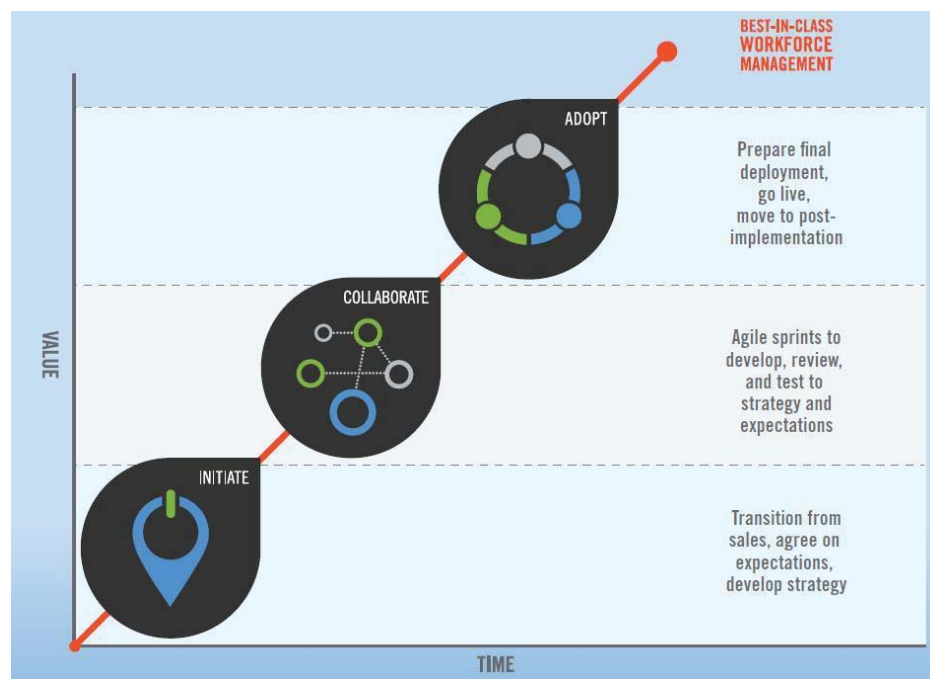 BEST-IN-CLASS
WORKFORCE
MANAGEMENT
ADOPT
Prepare final
deployment,
go live,
move to post-
implementation
COLLABORATE
VALUE
Agile sprints to
develop, review,
and test to
strategy and
expectations
INITIATE
Transition from
sales, agree on
expectations,
develop strategy
TIME